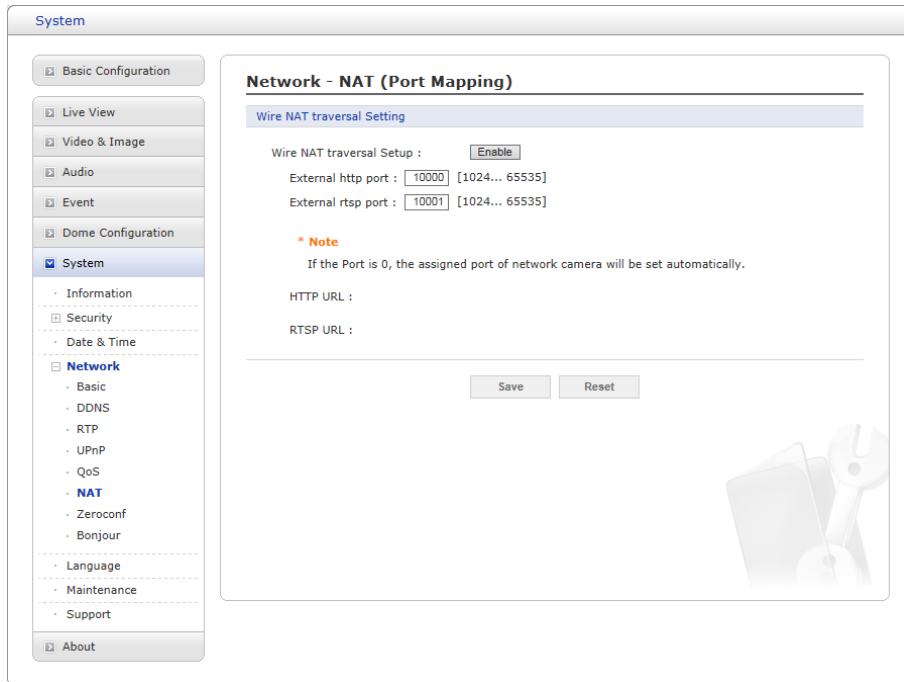 System
Basic Configuration
Live View
Video & Image
Audio
Event
Dome Configuration
System
· Information
Security
· Date & Time
Network
· Basic
· DDNS
· RTP
· UPnP
· QoS
· NAT
· Zeroconf
· Bonjour
· Language
· Maintenance
· Support
About
Network - NAT (Port Mapping)
Wire NAT traversal Setting
Wire NAT traversal Setup : Enable
External http port : 10000 [1024... 65535]
External rtsp port : 10001 [1024... 65535]
* Note
If the Port is 0, the assigned port of network camera will be set automatically.
HTTP URL :
RTSP URL :
Save Reset